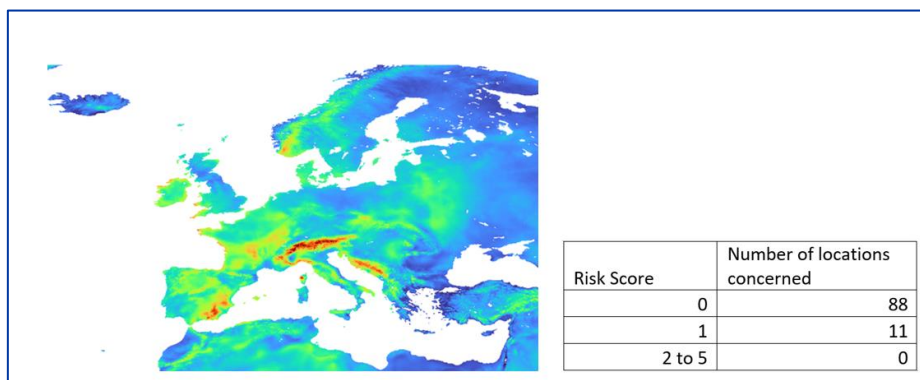 Risk Score
Number of locations
concerned
0
88
1
11
2 to 5
0